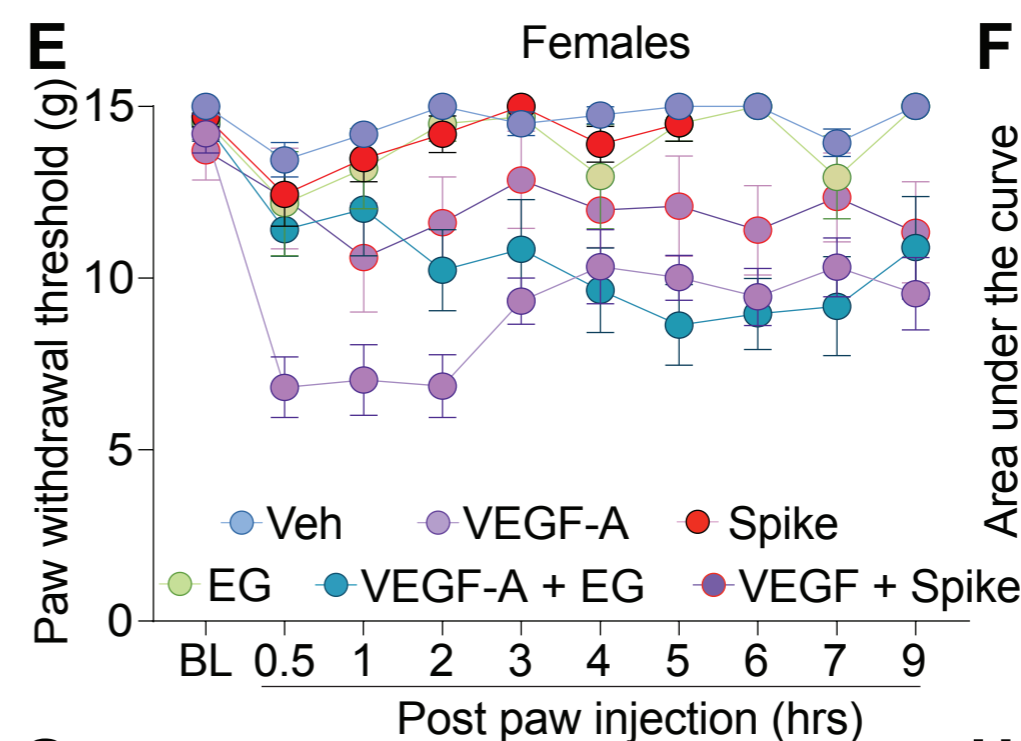 E
Females
F
Paw withdrawal threshold (g)
15
10
5
0
Veh
VEGF-A
Spike
EG
VEGF-A + EG
VEGF + Spike
BL 0.5 1 2 3 4 5 6 7 9
Post paw injection (hrs)
Area under the curve